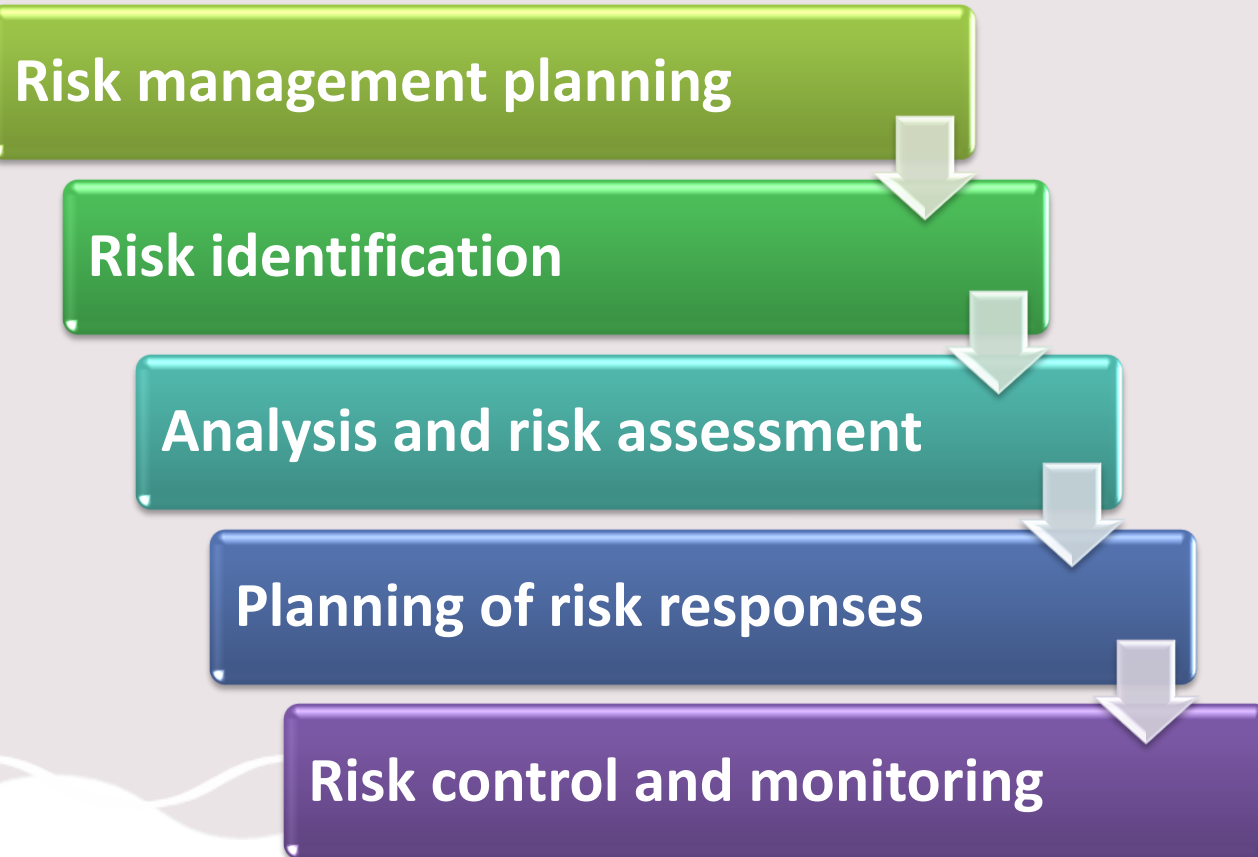 Risk management planning
Risk identification
Analysis and risk assessment
Planning of risk responses
Risk control and monitoring